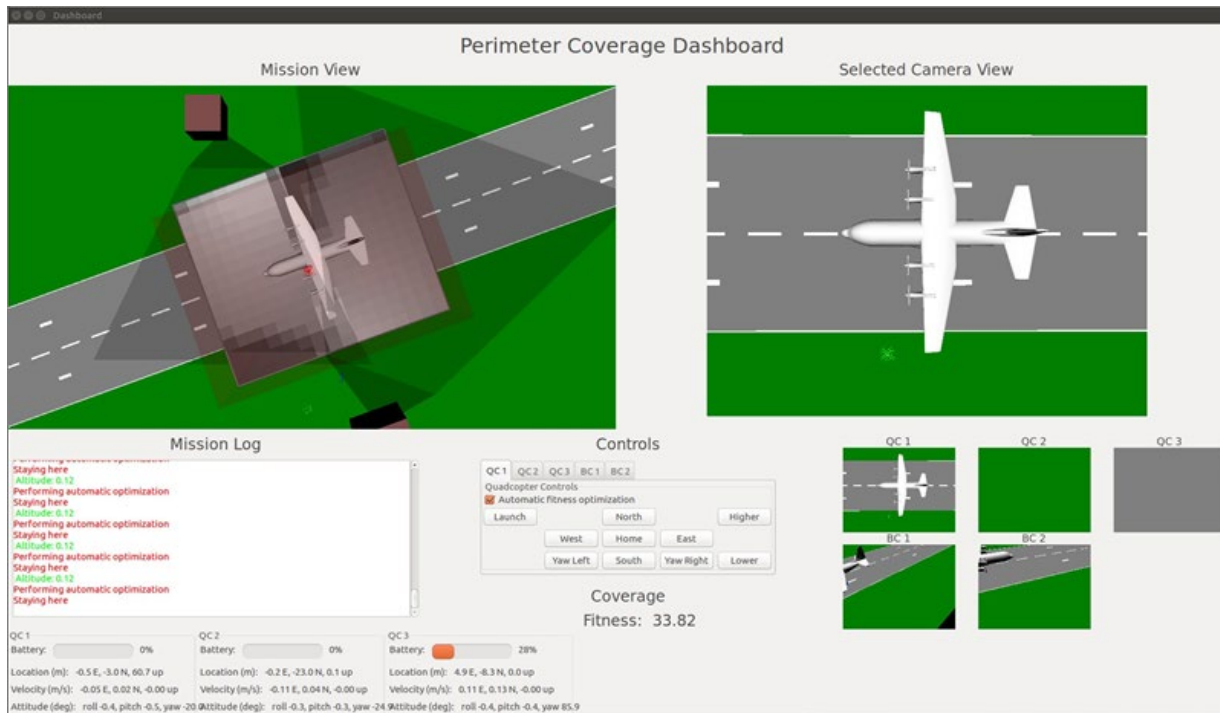 Dashboard
Perimeter Coverage Dashboard
Mission View
Selected Camera View
Mission Log
Performing automatic optimization
Staying here
Altitude: 0.12
Performing automatic optimization
Staying here
Altitude: 0.12
Performing automatic optimization
Staying here
Altitude: 0.12
Performing automatic optimization
Staying here
Altitude: 0.12
Performing automatic optimization
Staying here
Controls
QC 1 QC 2 QC 3 BC 1 BC 2
Quadcopter Controls
Automatic fitness optimization
Launch North Higher
West Home East
Yaw Left South Yaw Right Lower
Coverage
Fitness: 33.82
QC 1 QC 2 QC 3
BC 1 BC 2
QC 1
Battery: 0%
Location (m): -0.5 E, -3.0 N, 60.7 up
Velocity (m/s): -0.05 E, 0.02 N, -0.00 up
Attitude (deg): roll -0.4, pitch -0.5, yaw -20.0
QC 2
Battery: 0%
Location (m): -0.2 E, -23.0 N, 0.1 up
Velocity (m/s): -0.11 E, 0.04 N, -0.00 up
Attitude (deg): roll -0.3, pitch -0.3, yaw -24.9
QC 3
Battery: 28%
Location (m): 4.9 E, -8.3 N, 0.0 up
Velocity (m/s): 0.11 E, 0.13 N, -0.00 up
Attitude (deg): roll -0.4, pitch -0.4, yaw 85.9